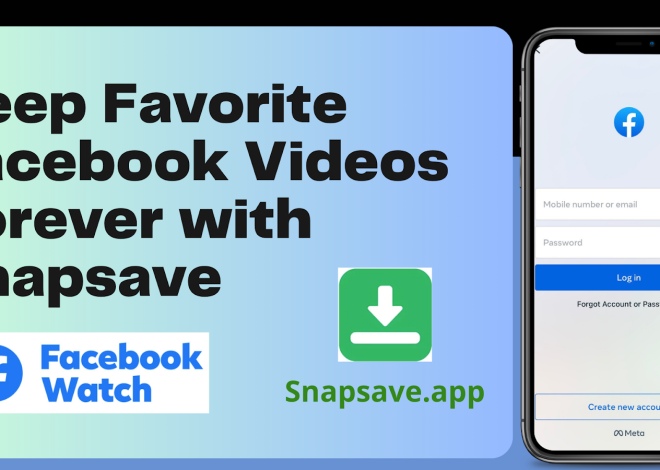 eep Favorite
acebook Videos
orever with
napsave
Facebook
Watch
Snapsave.app
Mobile number or email
Password
Log in
Forgot Account or Pass
Create new accou
Meta